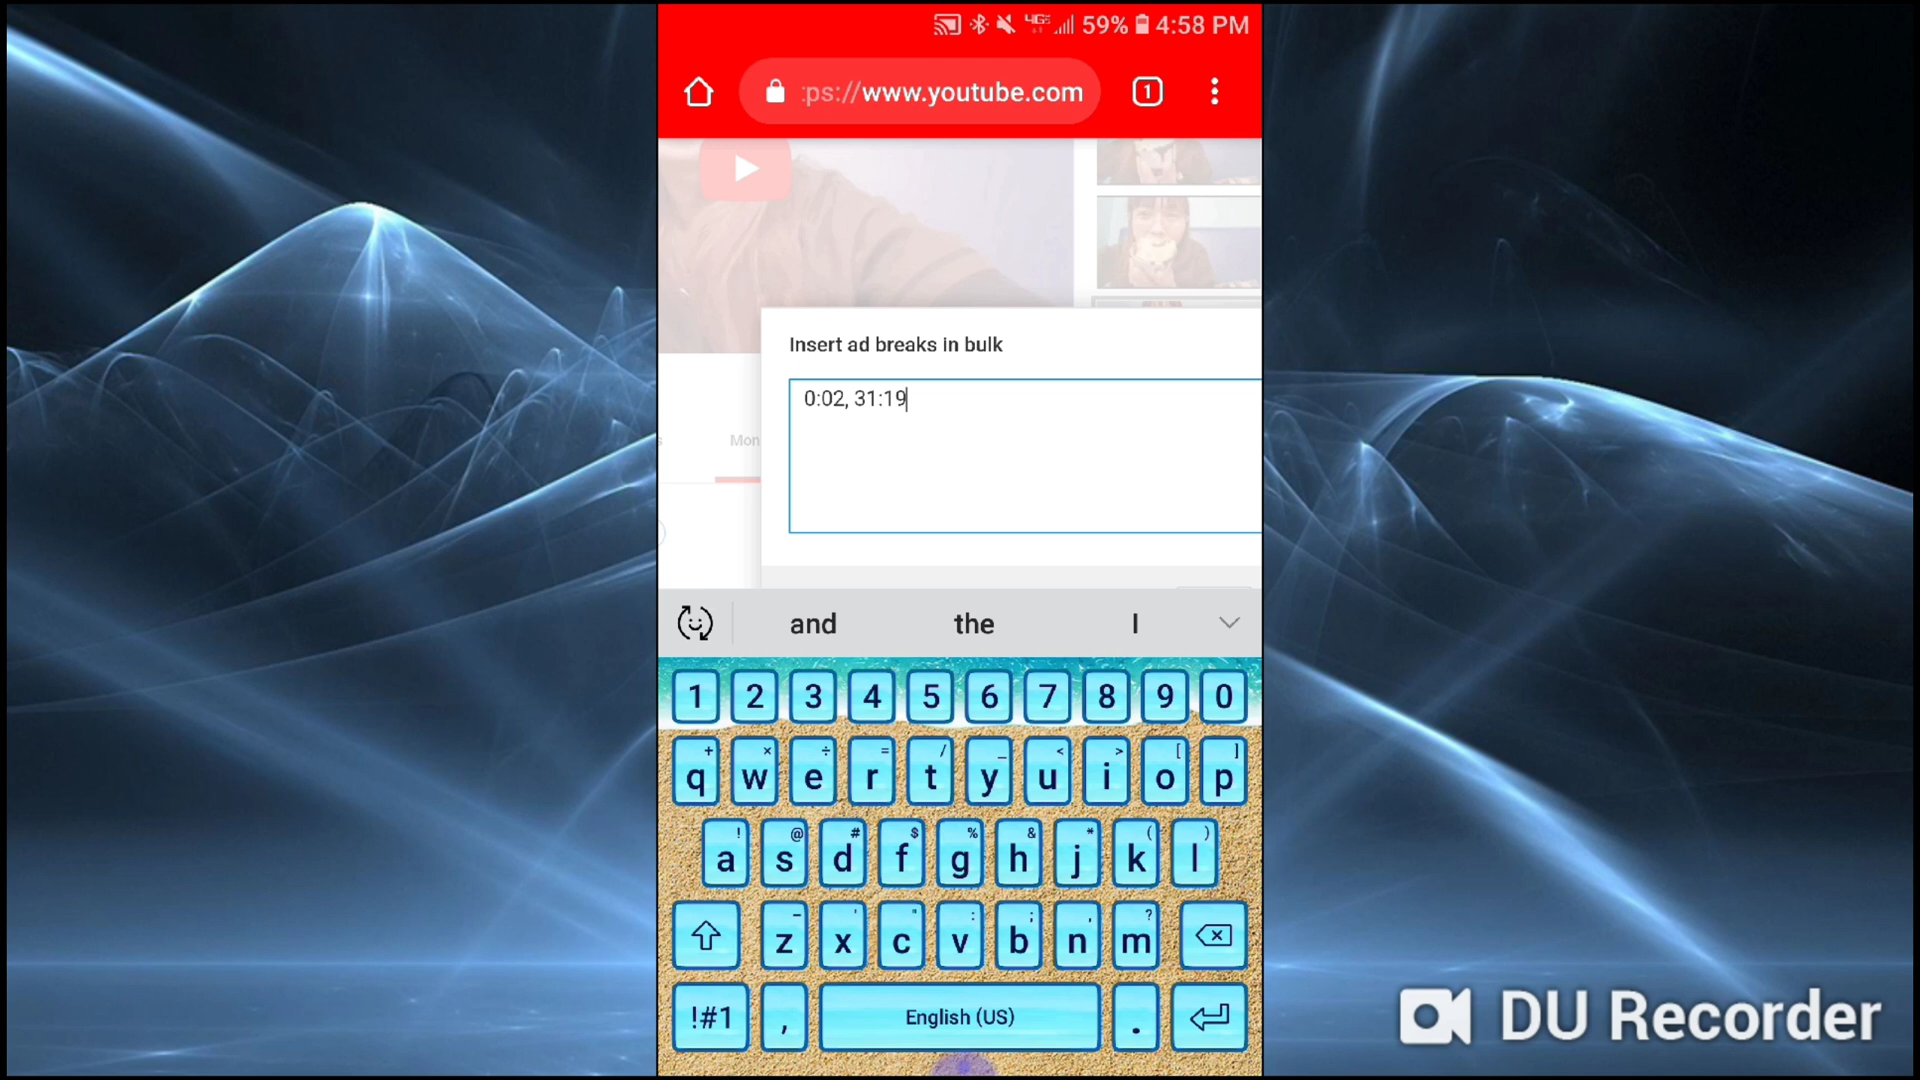 4G 59% 4:58 PM
:ps://www.youtube.com 1
Insert ad breaks in bulk
0:02, 31:19
Mon
and the I
1 2 3 4 5 6 7 8 9 0
+ × ÷ = / _ < > [ ]
q w e r t y u i o p
! @ # $ % & * ( )
a s d f g h j k l
- ' " : ; , ?
z x c v b n m
!#1 , English (US) .
DU Recorder